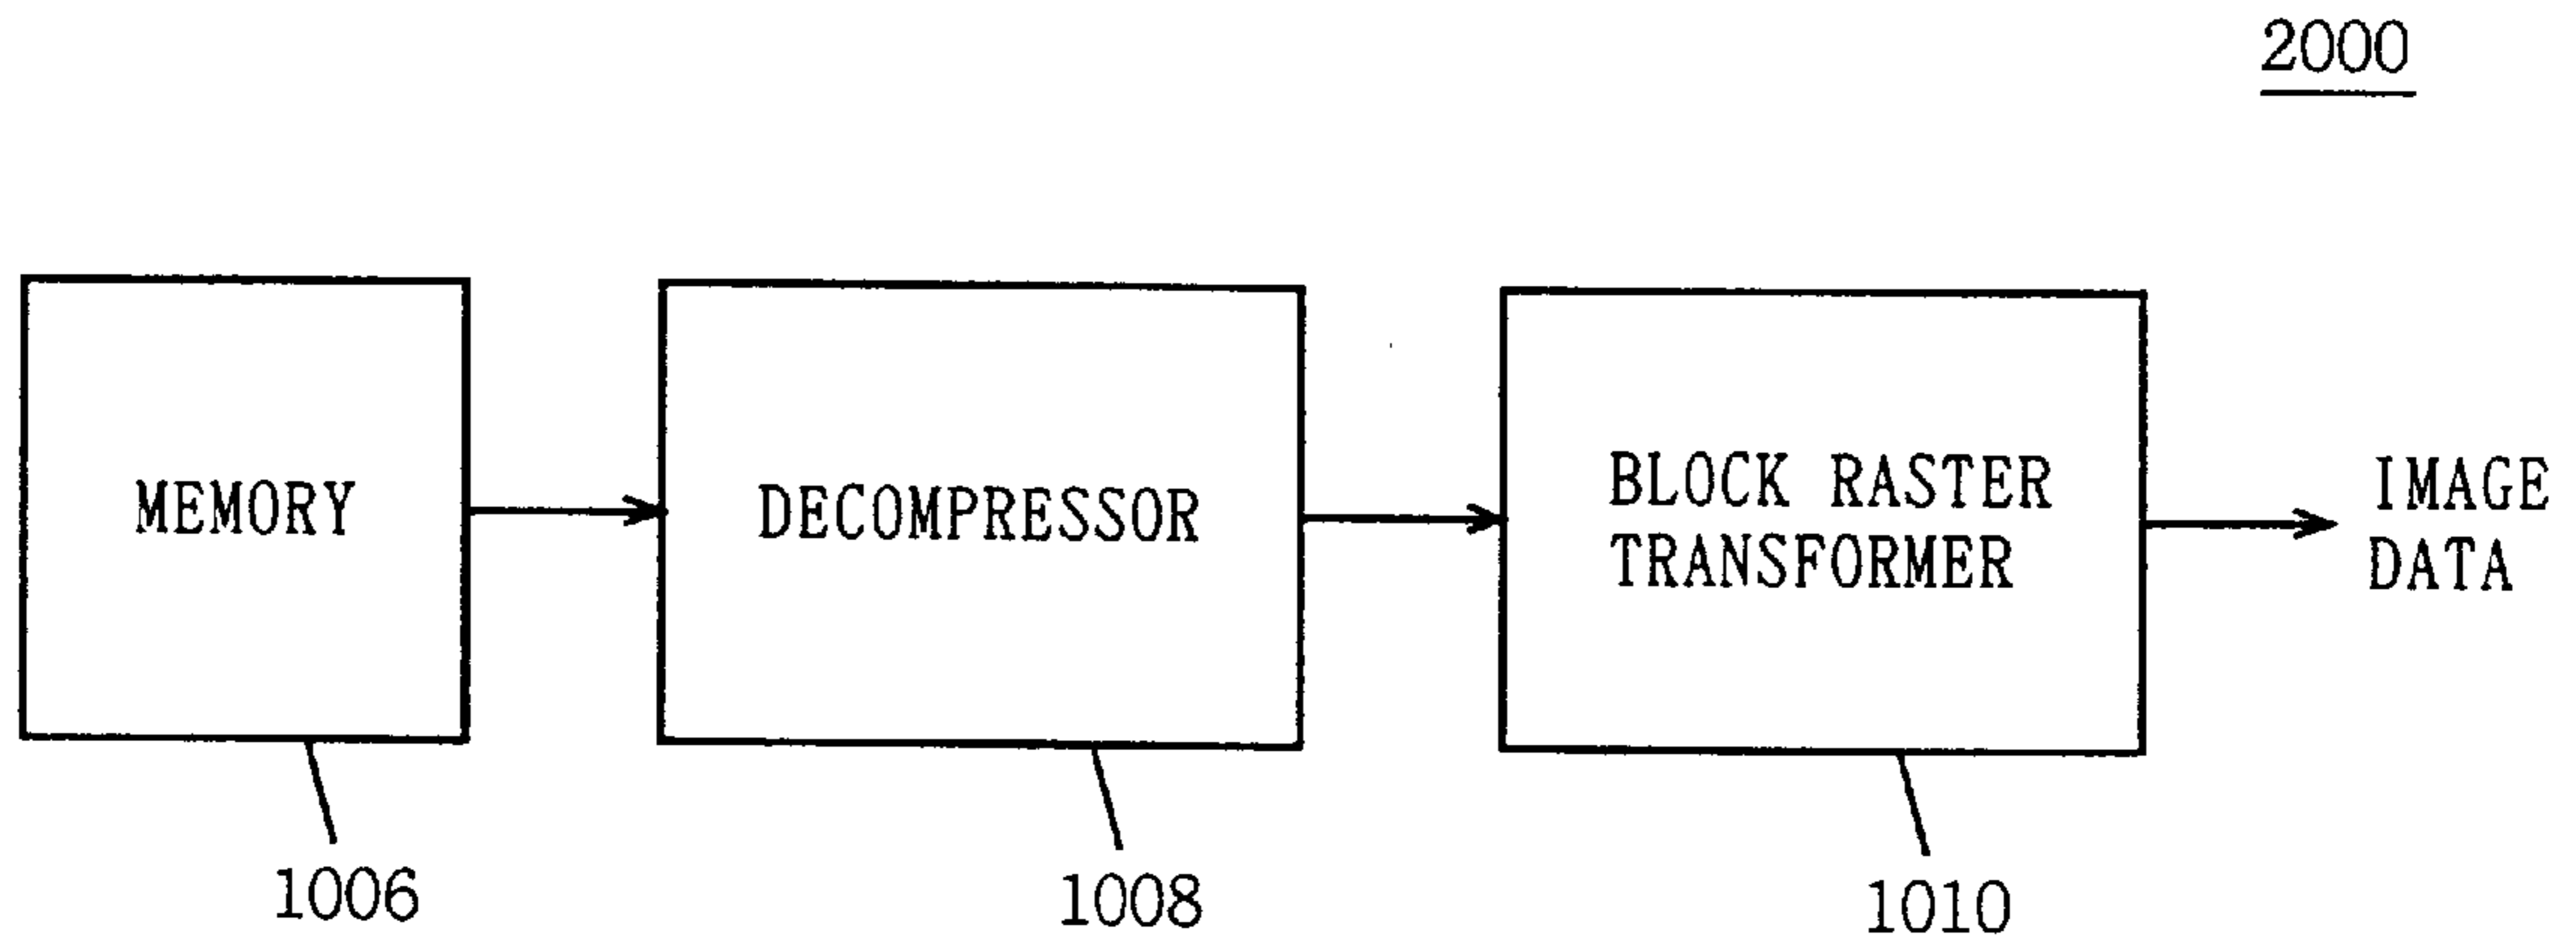 2000
MEMORY
DECOMPRESSOR
BLOCK RASTER
TRANSFORMER
IMAGE
DATA
1006
1008
1010